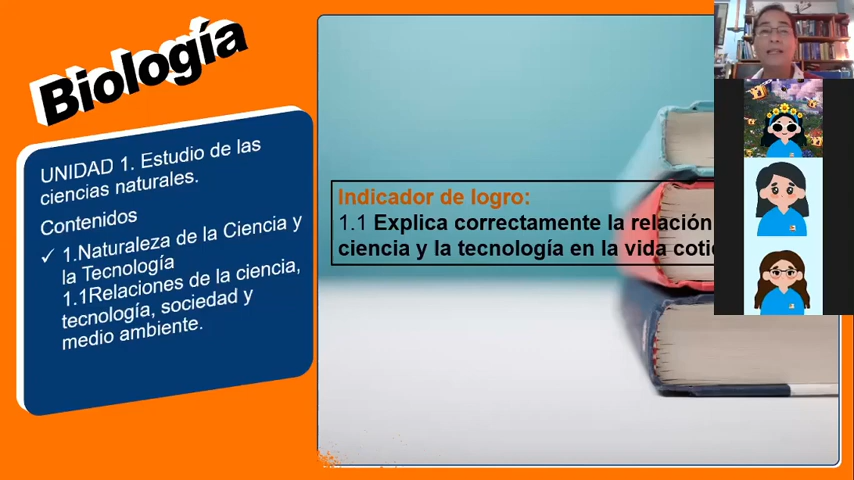 Biología
UNIDAD 1. Estudio de las
ciencias naturales.
Contenidos
✓ 1.Naturaleza de la Ciencia y
la Tecnología
1.1Relaciones de la ciencia,
tecnología, sociedad y
medio ambiente.
Indicador de logro:
1.1 Explica correctamente la relación
ciencia y la tecnología en la vida